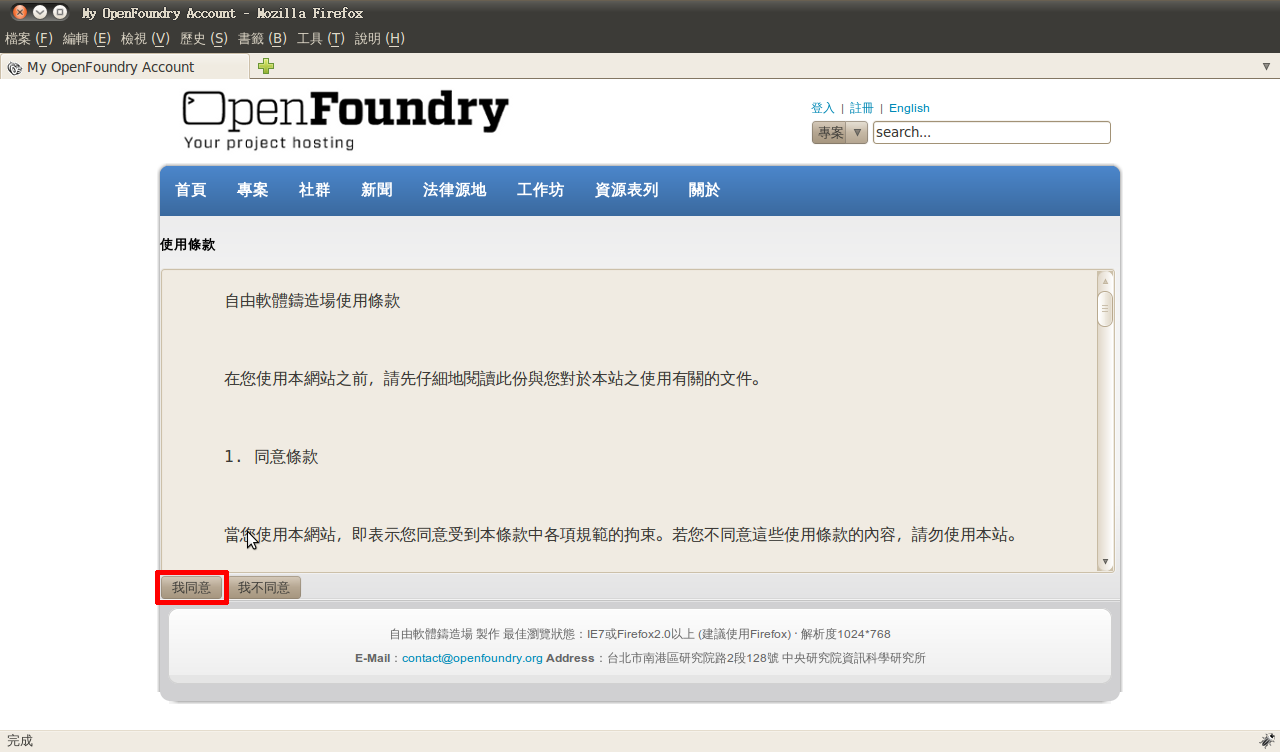 My OpenFoundry Account - Mozilla Firefox
檔案 (F) 編輯 (E) 檢視 (V) 歷史 (S) 書籤 (B) 工具 (T) 說明 (H)
My OpenFoundry Account
OpenFoundry
Your project hosting
登入 | 註冊 | English
專案 search...
首頁 專案 社群 新聞 法律源地 工作坊 資源表列 關於
使用條款
自由軟體鑄造場使用條款
在您使用本網站之前，請先仔細地閱讀此份與您對於本站之使用有關的文件。
1. 同意條款
當您使用本網站，即表示您同意受到本條款中各項規範的拘束。若您不同意這些使用條款的內容，請勿使用本站。
我同意 我不同意
自由軟體鑄造場 製作 最佳瀏覽狀態：IE7或Firefox2.0以上 (建議使用Firefox)‧解析度1024*768
E-Mail：contact@openfoundry.org Address：台北市南港區研究院路2段128號 中央研究院資訊科學研究所
完成